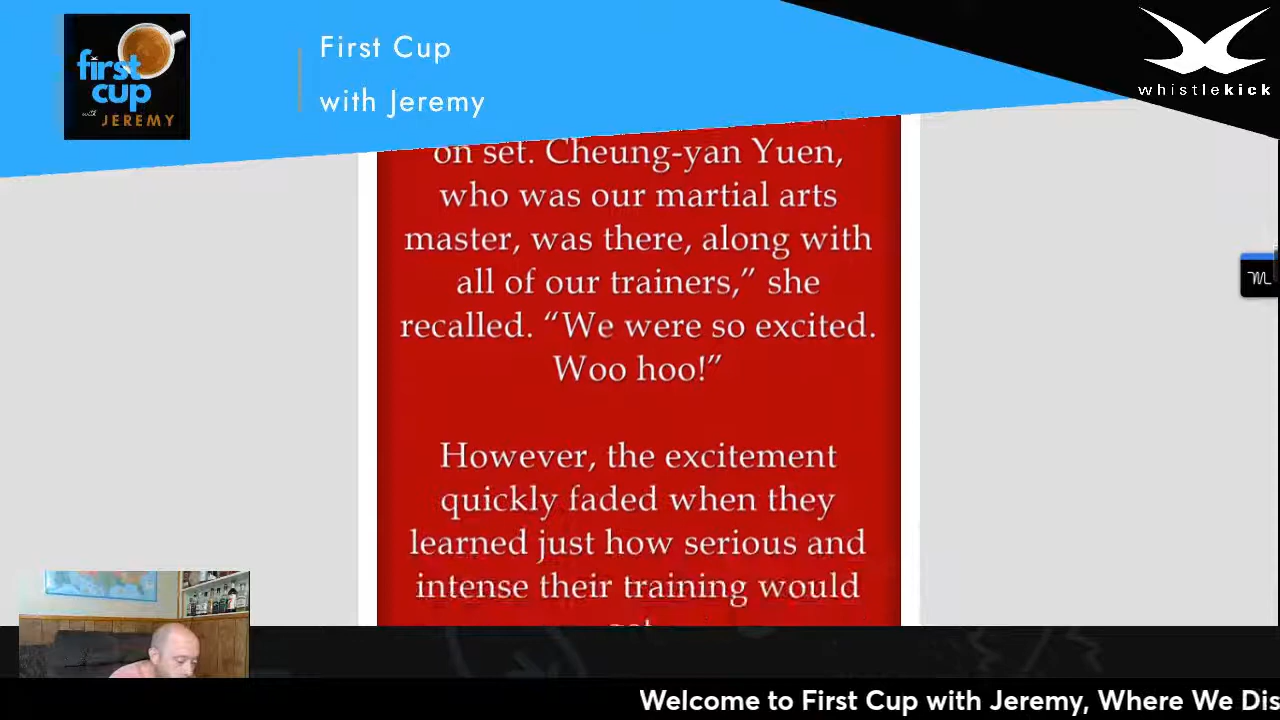 first
cup
with JEREMY
First Cup
with Jeremy
whistlekick
on set. Cheung-yan Yuen,
who was our martial arts
master, was there, along with
all of our trainers,” she
recalled. “We were so excited.
Woo hoo!”
However, the excitement
quickly faded when they
learned just how serious and
intense their training would
Welcome to First Cup with Jeremy, Where We Dis